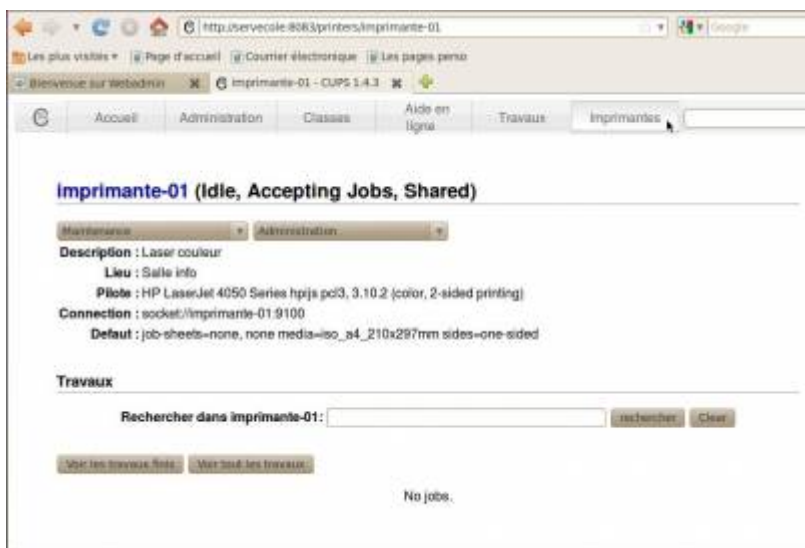 http://servecole:8083/printers/imprimante-01
Google
Les plus visités Page d'accueil Courrier électronique Les pages perso
Bienvenue sur Webadmin imprimante-01 - CUPS 1.4.3
Accueil Administration Classes Aide en ligne Travaux Imprimantes
imprimante-01 (Idle, Accepting Jobs, Shared)
Maintenance Administration
Description : Laser couleur
Lieu : Salle info
Pilote : HP LaserJet 4050 Series hpijs pcl3, 3.10.2 (color, 2-sided printing)
Connection : socket://imprimante-01:9100
Defaut : job-sheets=none, none media=iso_a4_210x297mm sides=one-sided
Travaux
Rechercher dans imprimante-01: rechercher Clear
Voir les travaux finis Voir tout les travaux
No jobs.